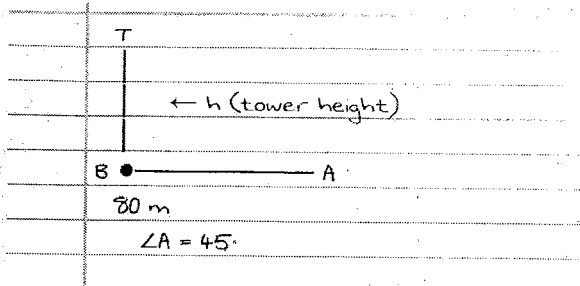 T
← h (tower height)
B A
80 m
∠A = 45.